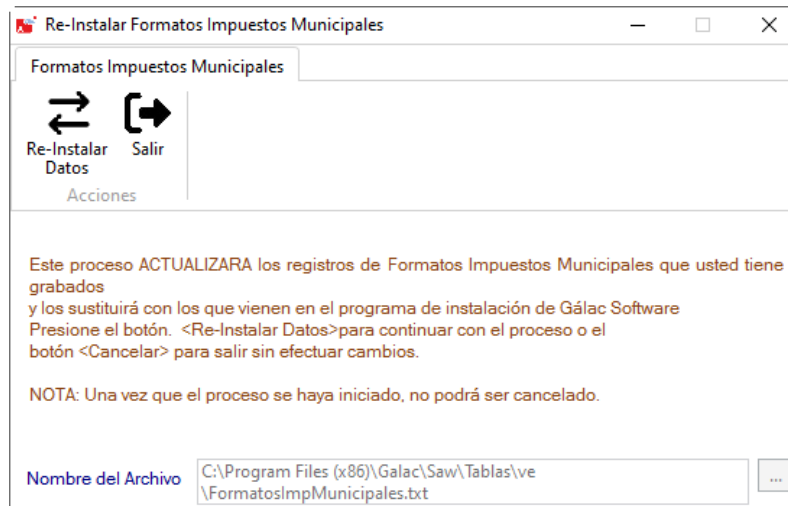 Re-Instalar Formatos Impuestos Municipales
Formatos Impuestos Municipales
Re-Instalar Salir
Datos
Acciones
Este proceso ACTUALIZARA los registros de Formatos Impuestos Municipales que usted tiene
grabados
y los sustituirá con los que vienen en el programa de instalación de Gálac Software
Presione el botón.  <Re-Instalar Datos>para continuar con el proceso o el
botón <Cancelar> para salir sin efectuar cambios.
NOTA: Una vez que el proceso se haya iniciado, no podrá ser cancelado.
Nombre del Archivo C:\Program Files (x86)\Galac\Saw\Tablas\ve
\FormatosImpMunicipales.txt
...